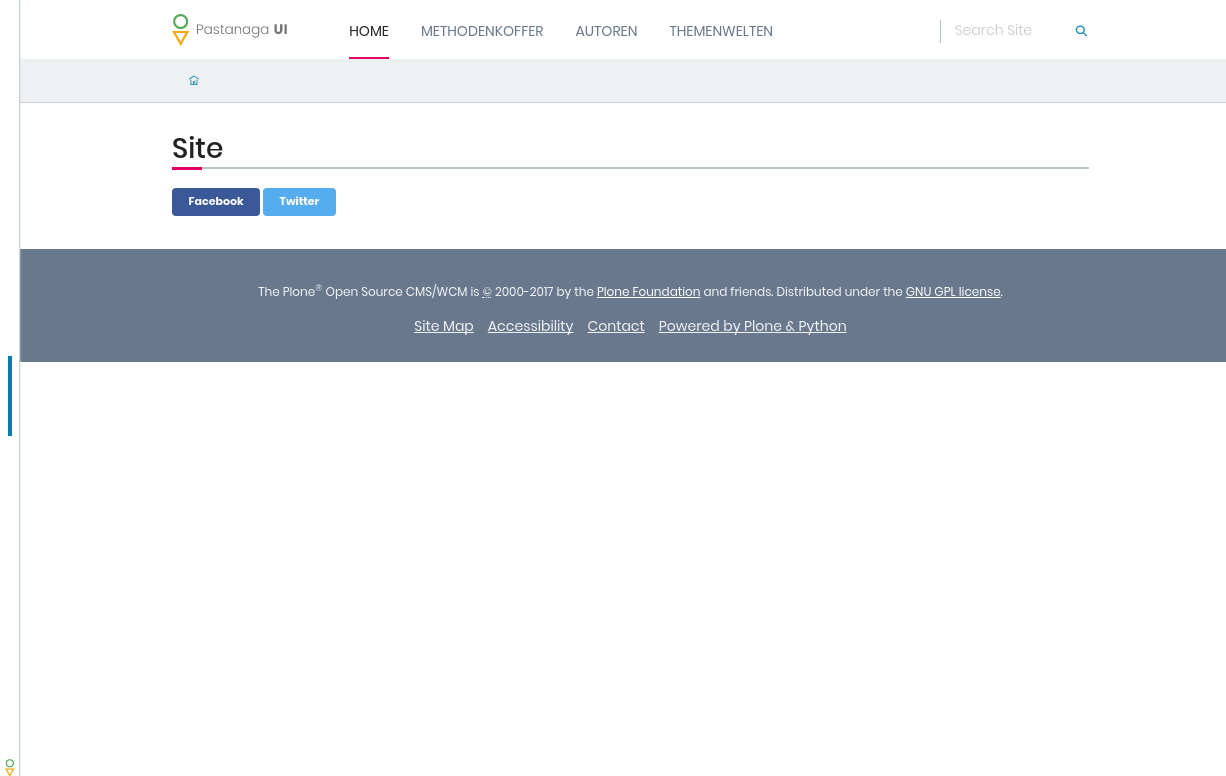 Pastanaga UI
HOME METHODENKOFFER AUTOREN THEMENWELTEN
Search Site
Site
Facebook Twitter
The Plone® Open Source CMS/WCM is © 2000-2017 by the Plone Foundation and friends. Distributed under the GNU GPL license.
Site Map Accessibility Contact Powered by Plone & Python